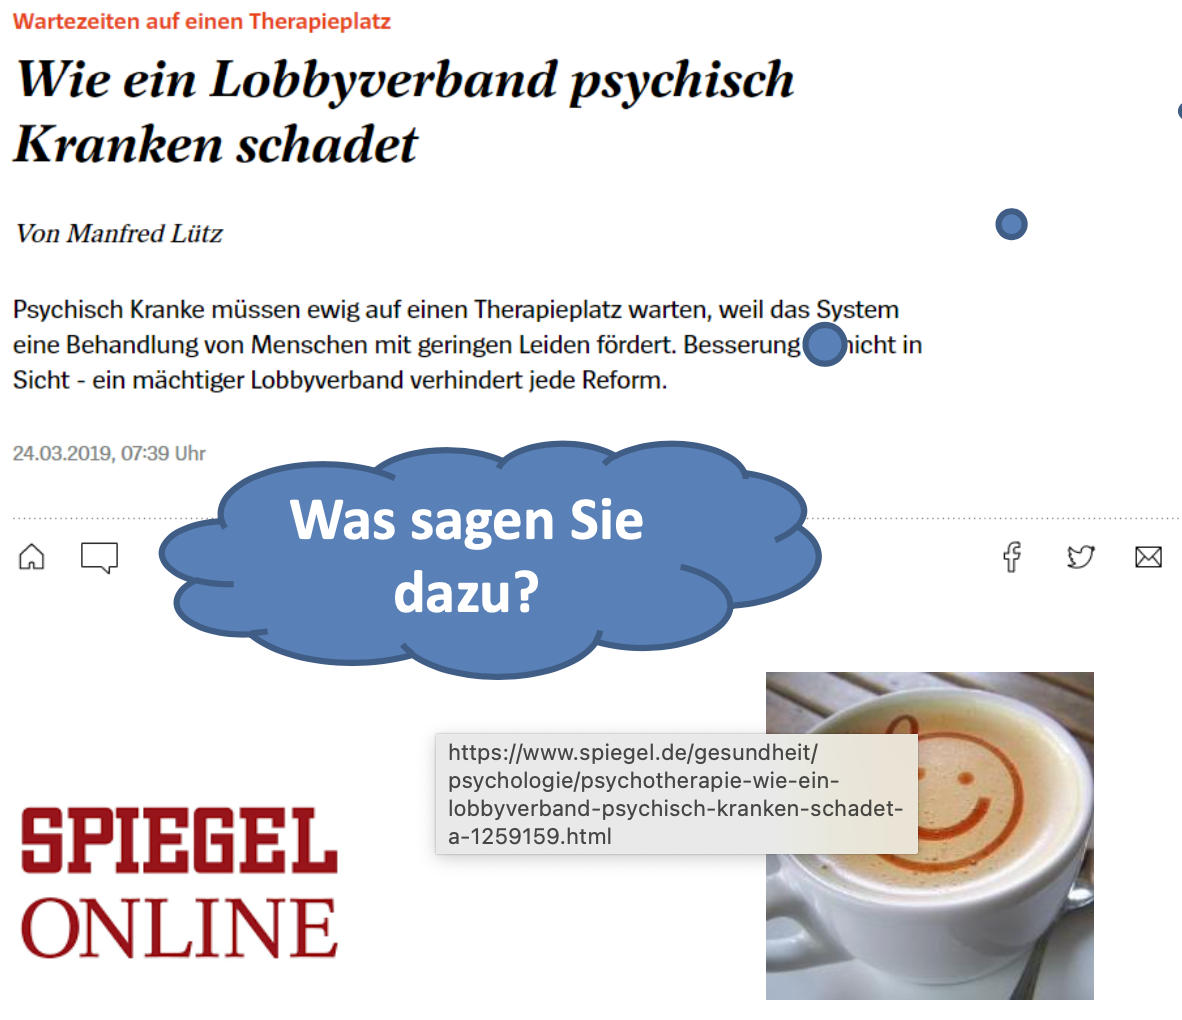 Wartezeiten auf einen Therapieplatz
Wie ein Lobbyverband psychisch
Kranken schadet
Von Manfred Lütz
Psychisch Kranke müssen ewig auf einen Therapieplatz warten, weil das System
eine Behandlung von Menschen mit geringen Leiden fördert. Besserung nicht in
Sicht - ein mächtiger Lobbyverband verhindert jede Reform.
24.03.2019, 07:39 Uhr
Was sagen Sie
dazu?
https://www.spiegel.de/gesundheit/
psychologie/psychotherapie-wie-ein-
lobbyverband-psychisch-kranken-schadet-
a-1259159.html
SPIEGEL
ONLINE